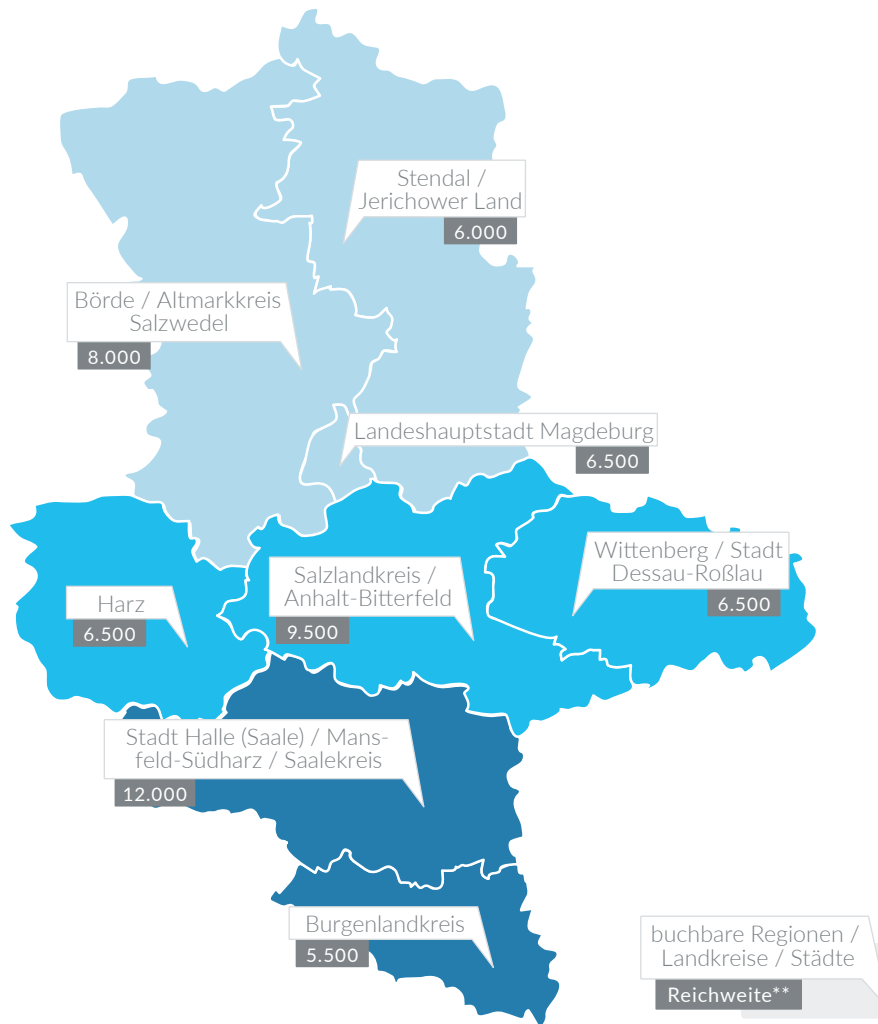 Stendal /
Jerichower Land
6.000
Börde / Altmarkkreis
Salzwedel
8.000
Landeshauptstadt Magdeburg
6.500
Wittenberg / Stadt
Dessau-Roßlau
6.500
Salzlandkreis /
Anhalt-Bitterfeld
9.500
Harz
6.500
Stadt Halle (Saale) / Mans-
feld-Südharz / Saalekreis
12.000
Burgenlandkreis
5.500
buchbare Regionen /
Landkreise / Städte
Reichweite**